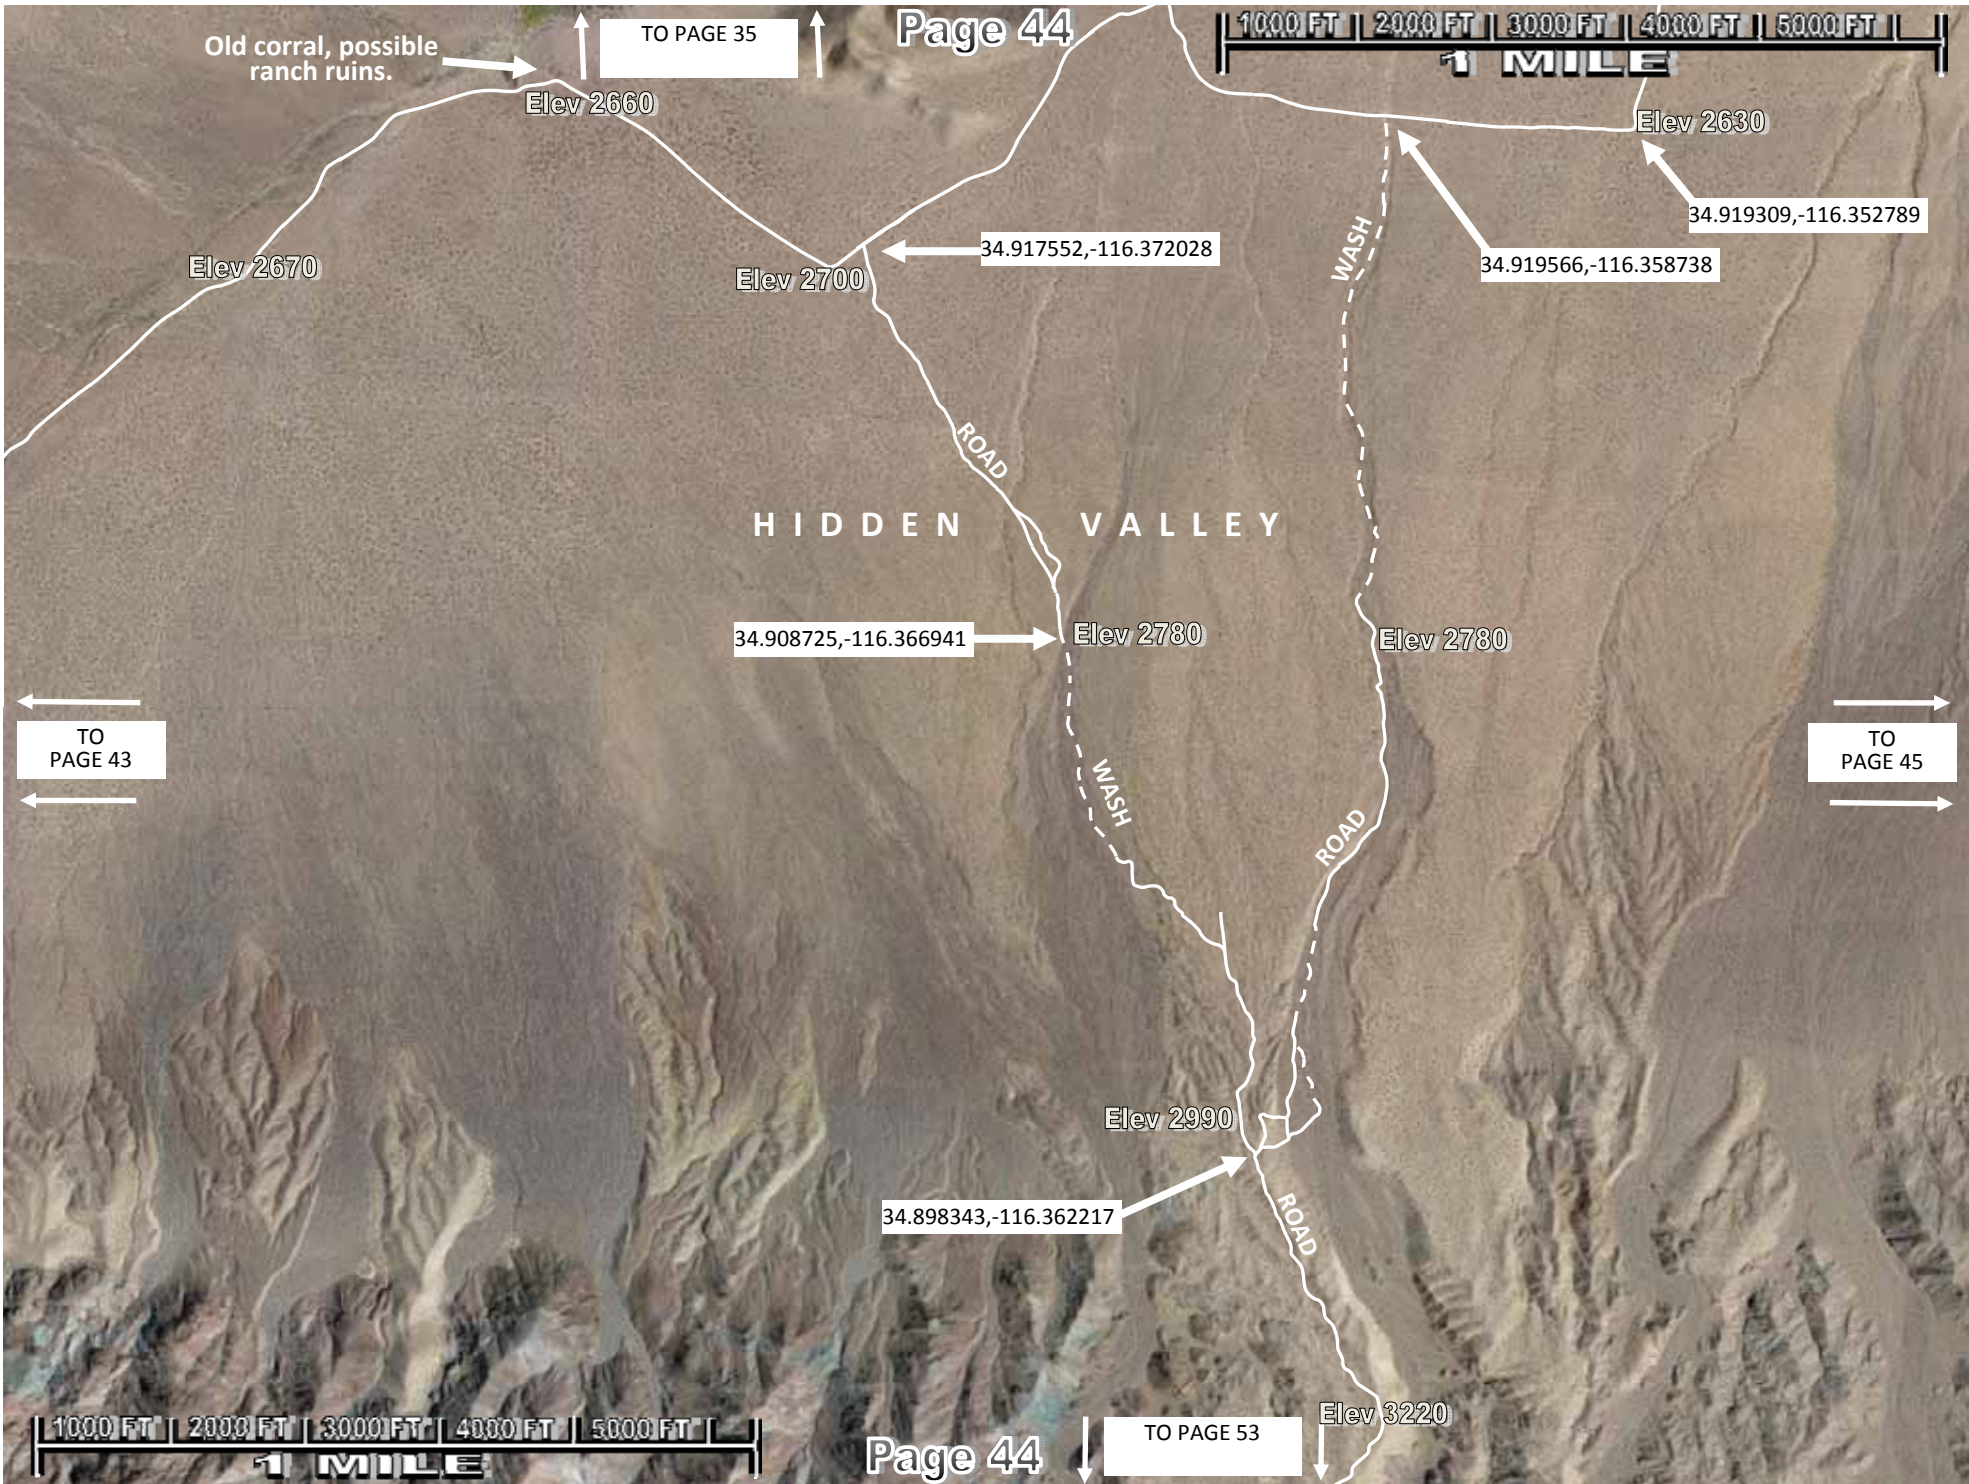 Page 44
TO PAGE 35
1000 FT 2000 FT 3000 FT 4000 FT 5000 FT
1 MILE
Old corral, possible
ranch ruins.
Elev 2660
Elev 2630
34.919309,-116.352789
34.917552,-116.372028
34.919566,-116.358738
WASH
Elev 2670
Elev 2700
ROAD
HIDDEN VALLEY
34.908725,-116.366941
Elev 2780
Elev 2780
TO
PAGE 43
TO
PAGE 45
WASH
ROAD
Elev 2990
34.898343,-116.362217
ROAD
Elev 3220
1000 FT 2000 FT 3000 FT 4000 FT 5000 FT
1 MILE
Page 44
TO PAGE 53